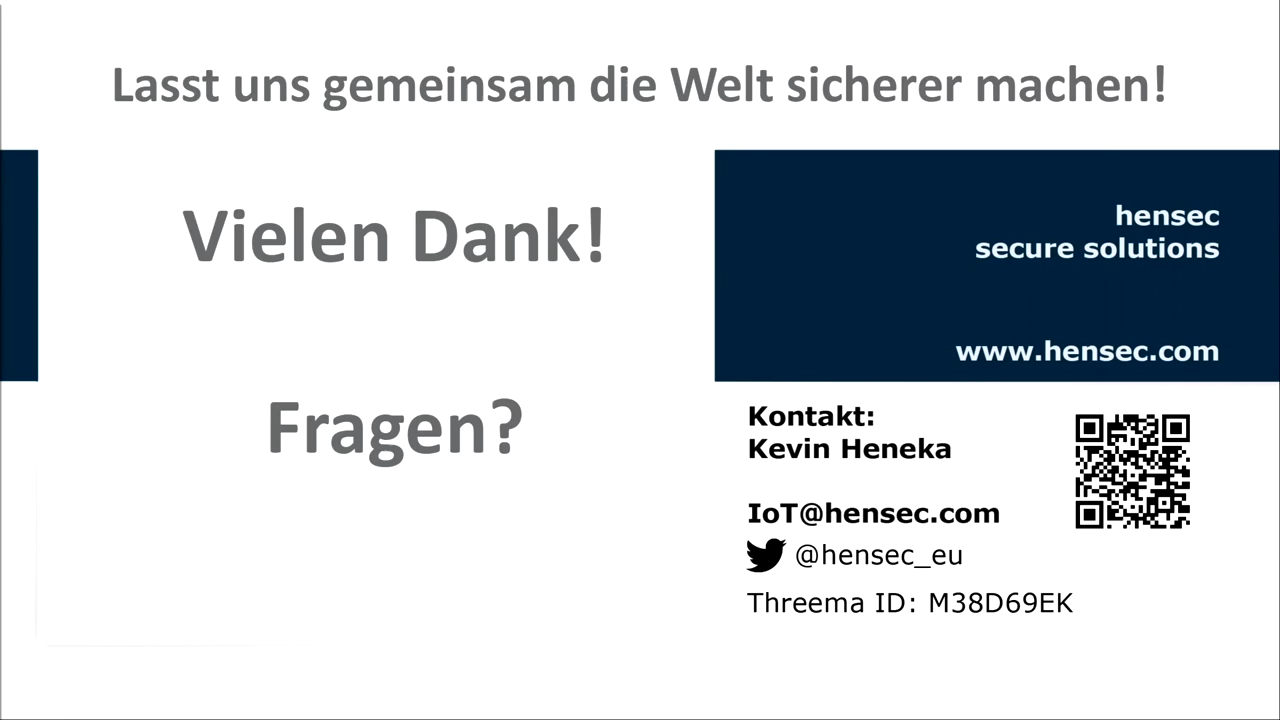 Lasst uns gemeinsam die Welt sicherer machen!
Vielen Dank!
Fragen?
hensec
secure solutions
www.hensec.com
Kontakt:
Kevin Heneka
IoT@hensec.com
@hensec_eu
Threema ID: M38D69EK